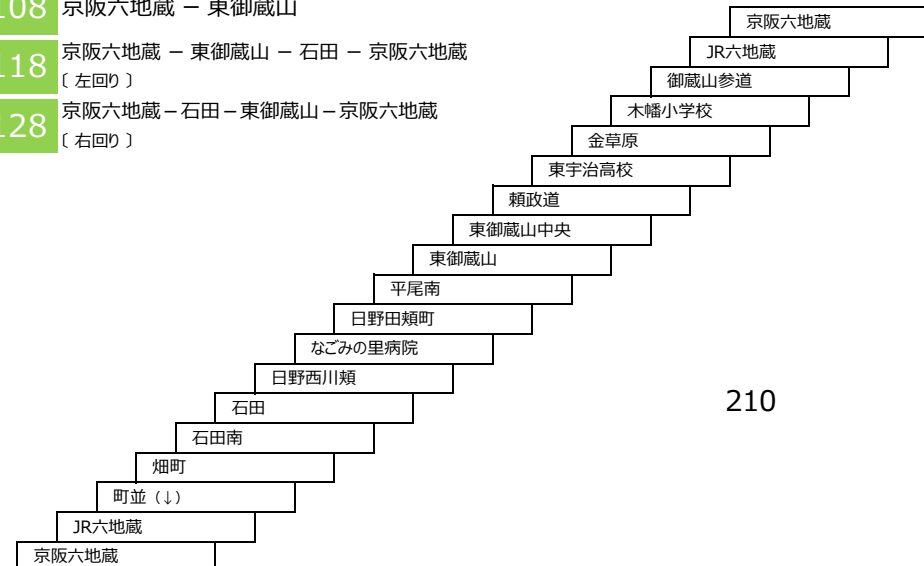 108 京阪六地蔵 − 東御蔵山
118 京阪六地蔵 − 東御蔵山 − 石田 − 京阪六地蔵
〔 左回り 〕
128 京阪六地蔵−石田−東御蔵山−京阪六地蔵
〔 右回り 〕
京阪六地蔵
JR六地蔵
御蔵山参道
木幡小学校
金草原
東宇治高校
頼政道
東御蔵山中央
東御蔵山
平尾南
日野田頬町
なごみの里病院
日野西川頬
石田
石田南
畑町
町並（↓）
JR六地蔵
京阪六地蔵
210